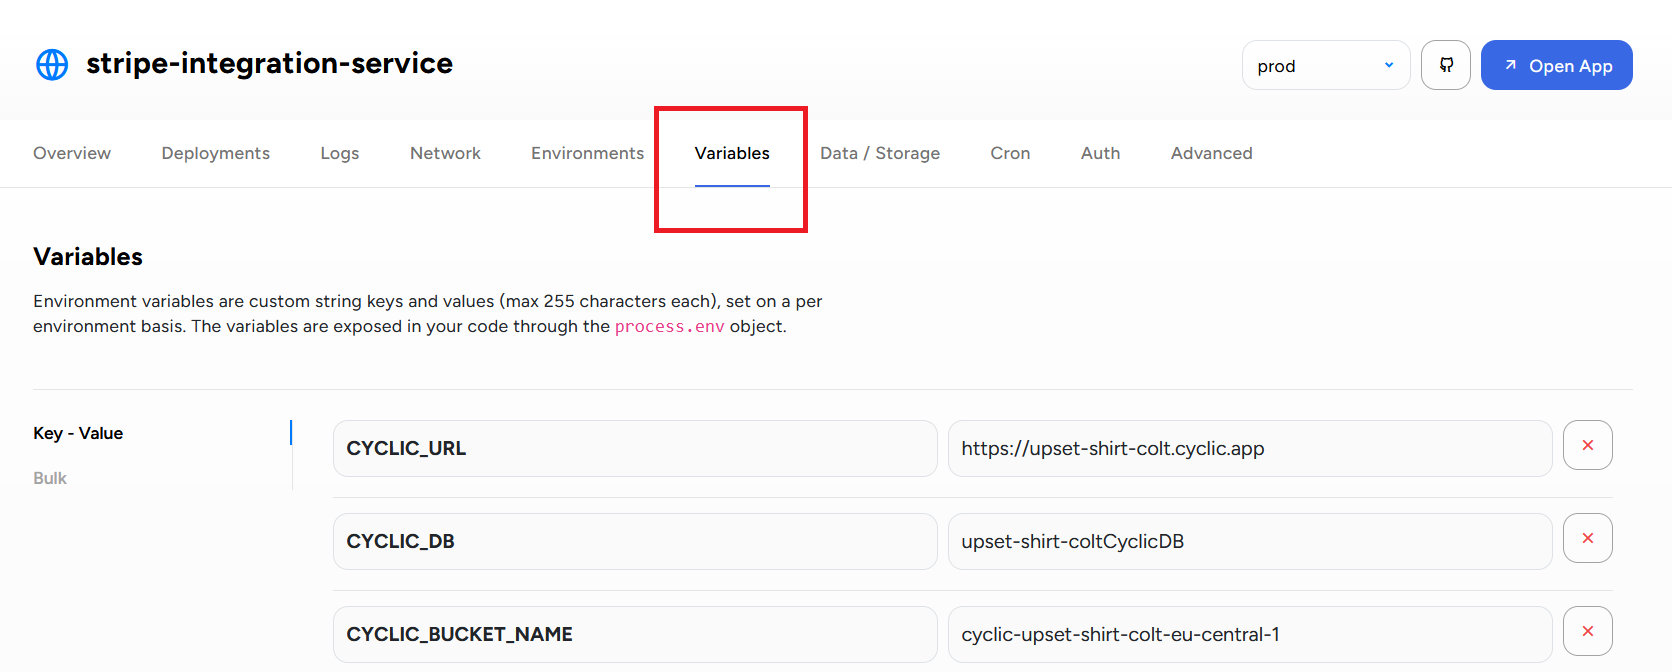 stripe-integration-service
prod
Open App
Overview Deployments Logs Network Environments Variables Data / Storage Cron Auth Advanced
Variables
Environment variables are custom string keys and values (max 255 characters each), set on a per
environment basis. The variables are exposed in your code through the process.env object.
Key - Value
Bulk
CYCLIC_URL https://upset-shirt-colt.cyclic.app
CYCLIC_DB upset-shirt-coltCyclicDB
CYCLIC_BUCKET_NAME cyclic-upset-shirt-colt-eu-central-1